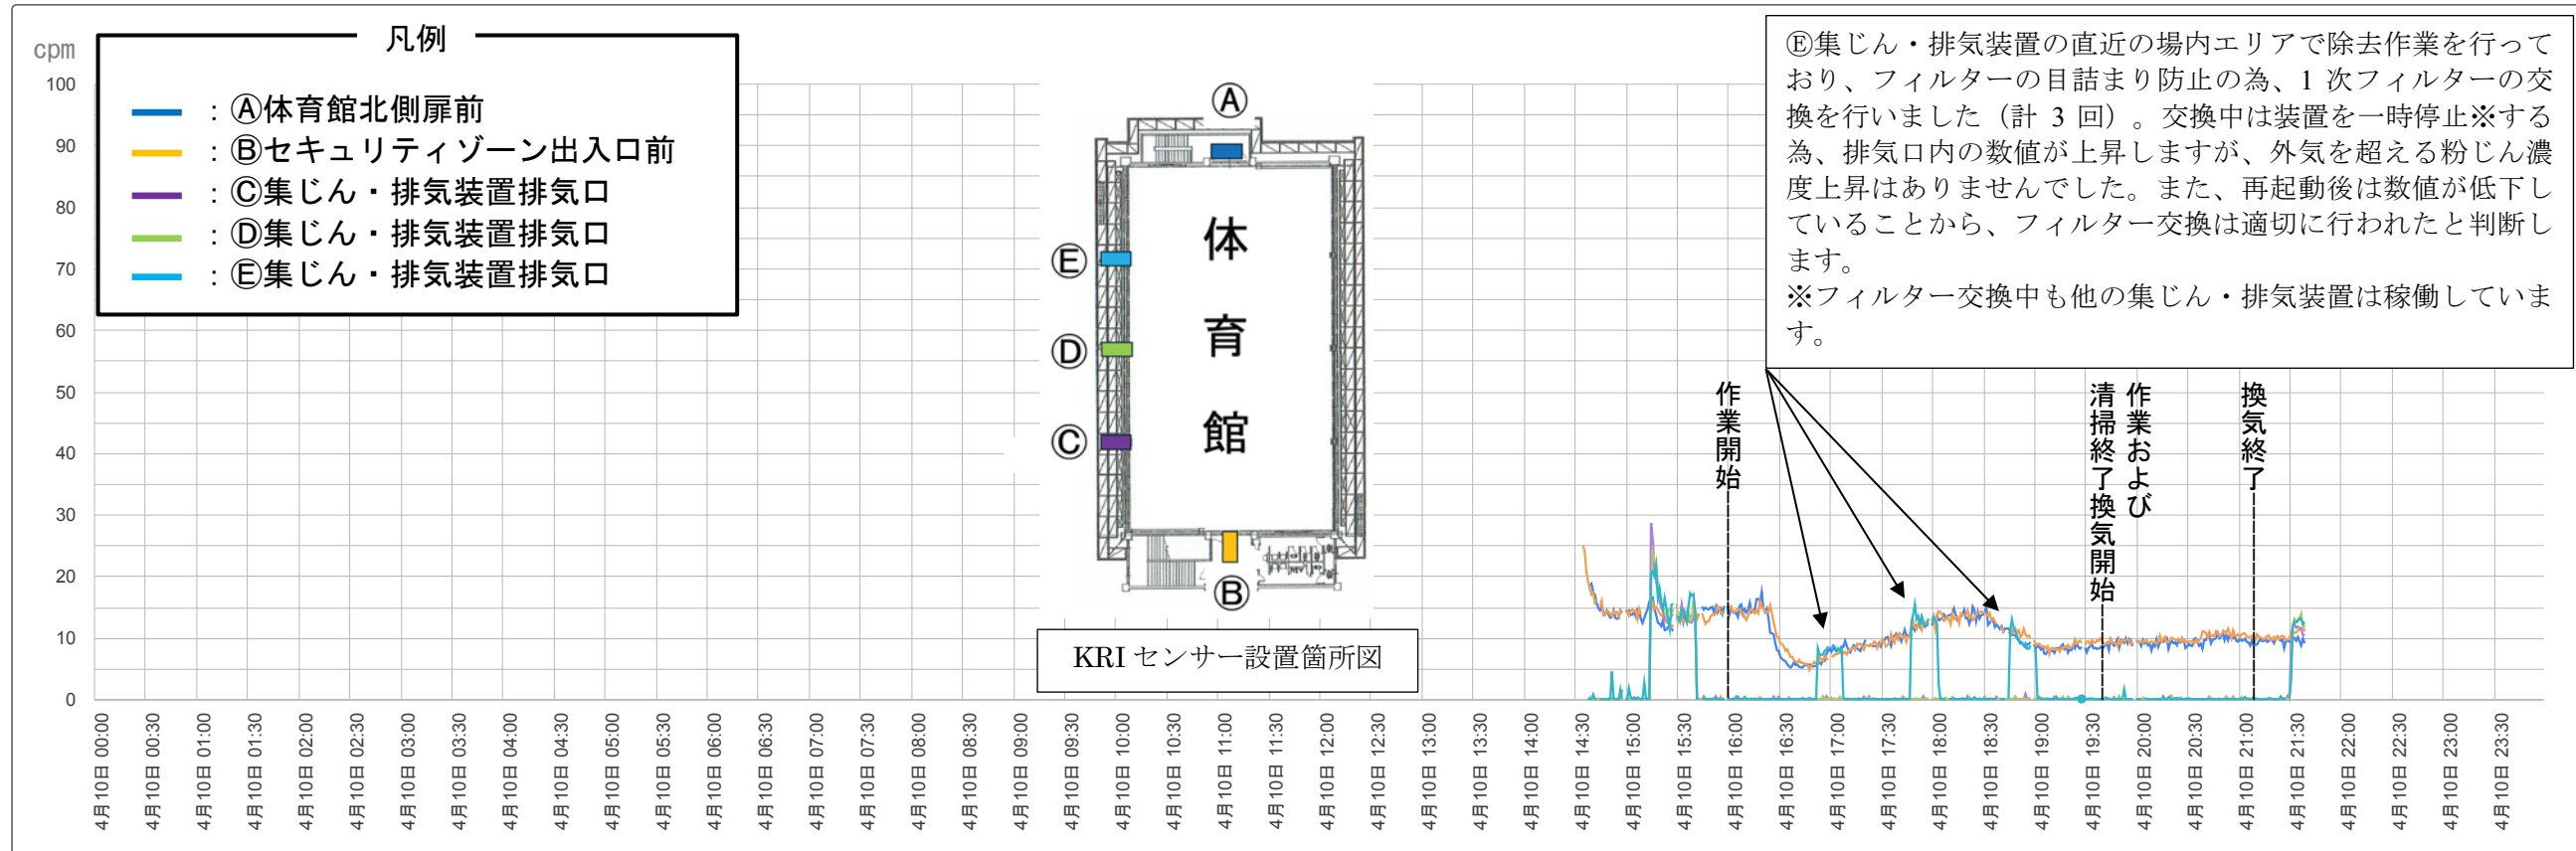 凡例
cpm
：Ⓐ体育館北側扉前
：Ⓑセキュリティゾーン出入口前
：Ⓒ集じん・排気装置排気口
：Ⓓ集じん・排気装置排気口
：Ⓔ集じん・排気装置排気口
100
90
80
70
60
50
40
30
20
10
0
Ⓐ
Ⓔ
Ⓓ
Ⓒ
Ⓑ
体育館
KRIセンサー設置箇所図
Ⓔ集じん・排気装置の直近の場内エリアで除去作業を行って
おり、フィルターの目詰まり防止の為、1 次フィルターの交
換を行いました（計 3 回）。交換中は装置を一時停止※する
為、排気口内の数値が上昇しますが、外気を超える粉じん濃
度上昇はありませんでした。また、再起動後は数値が低下し
ていることから、フィルター交換は適切に行われたと判断し
ます。
※フィルター交換中も他の集じん・排気装置は稼働していま
す。
作業開始
作業および
清掃終了換気開始
換気終了
4月10日 00:00
4月10日 00:30
4月10日 01:00
4月10日 01:30
4月10日 02:00
4月10日 02:30
4月10日 03:00
4月10日 03:30
4月10日 04:00
4月10日 04:30
4月10日 05:00
4月10日 05:30
4月10日 06:00
4月10日 06:30
4月10日 07:00
4月10日 07:30
4月10日 08:00
4月10日 08:30
4月10日 09:00
4月10日 09:30
4月10日 10:00
4月10日 10:30
4月10日 11:00
4月10日 11:30
4月10日 12:00
4月10日 12:30
4月10日 13:00
4月10日 13:30
4月10日 14:00
4月10日 14:30
4月10日 15:00
4月10日 15:30
4月10日 16:00
4月10日 16:30
4月10日 17:00
4月10日 17:30
4月10日 18:00
4月10日 18:30
4月10日 19:00
4月10日 19:30
4月10日 20:00
4月10日 20:30
4月10日 21:00
4月10日 21:30
4月10日 22:00
4月10日 22:30
4月10日 23:00
4月10日 23:30